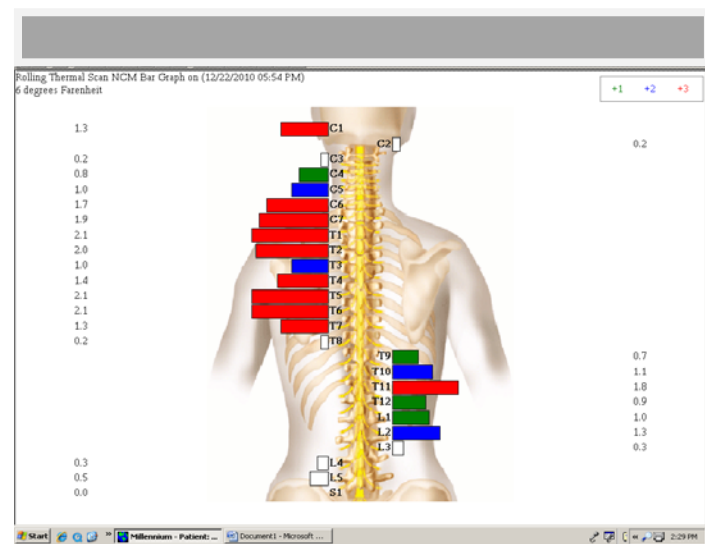 Rolling Thermal Scan NCM Bar Graph on (12/22/2010 05:54 PM)
6 degrees Farenheit
+1 +2 +3
1.3 C1
C2 0.2
0.2 C3
0.8 C4
1.0 C5
1.7 C6
1.9 C7
2.1 T1
2.0 T2
1.0 T3
1.4 T4
2.1 T5
2.1 T6
1.3 T7
0.2 T8
T9 0.7
T10 1.1
T11 1.8
T12 0.9
L1 1.0
L2 1.3
L3 0.3
0.3 L4
0.5 L5
0.0 S1
Start » Millennium - Patient: ... Document1 - Microsoft ... « 2:29 PM